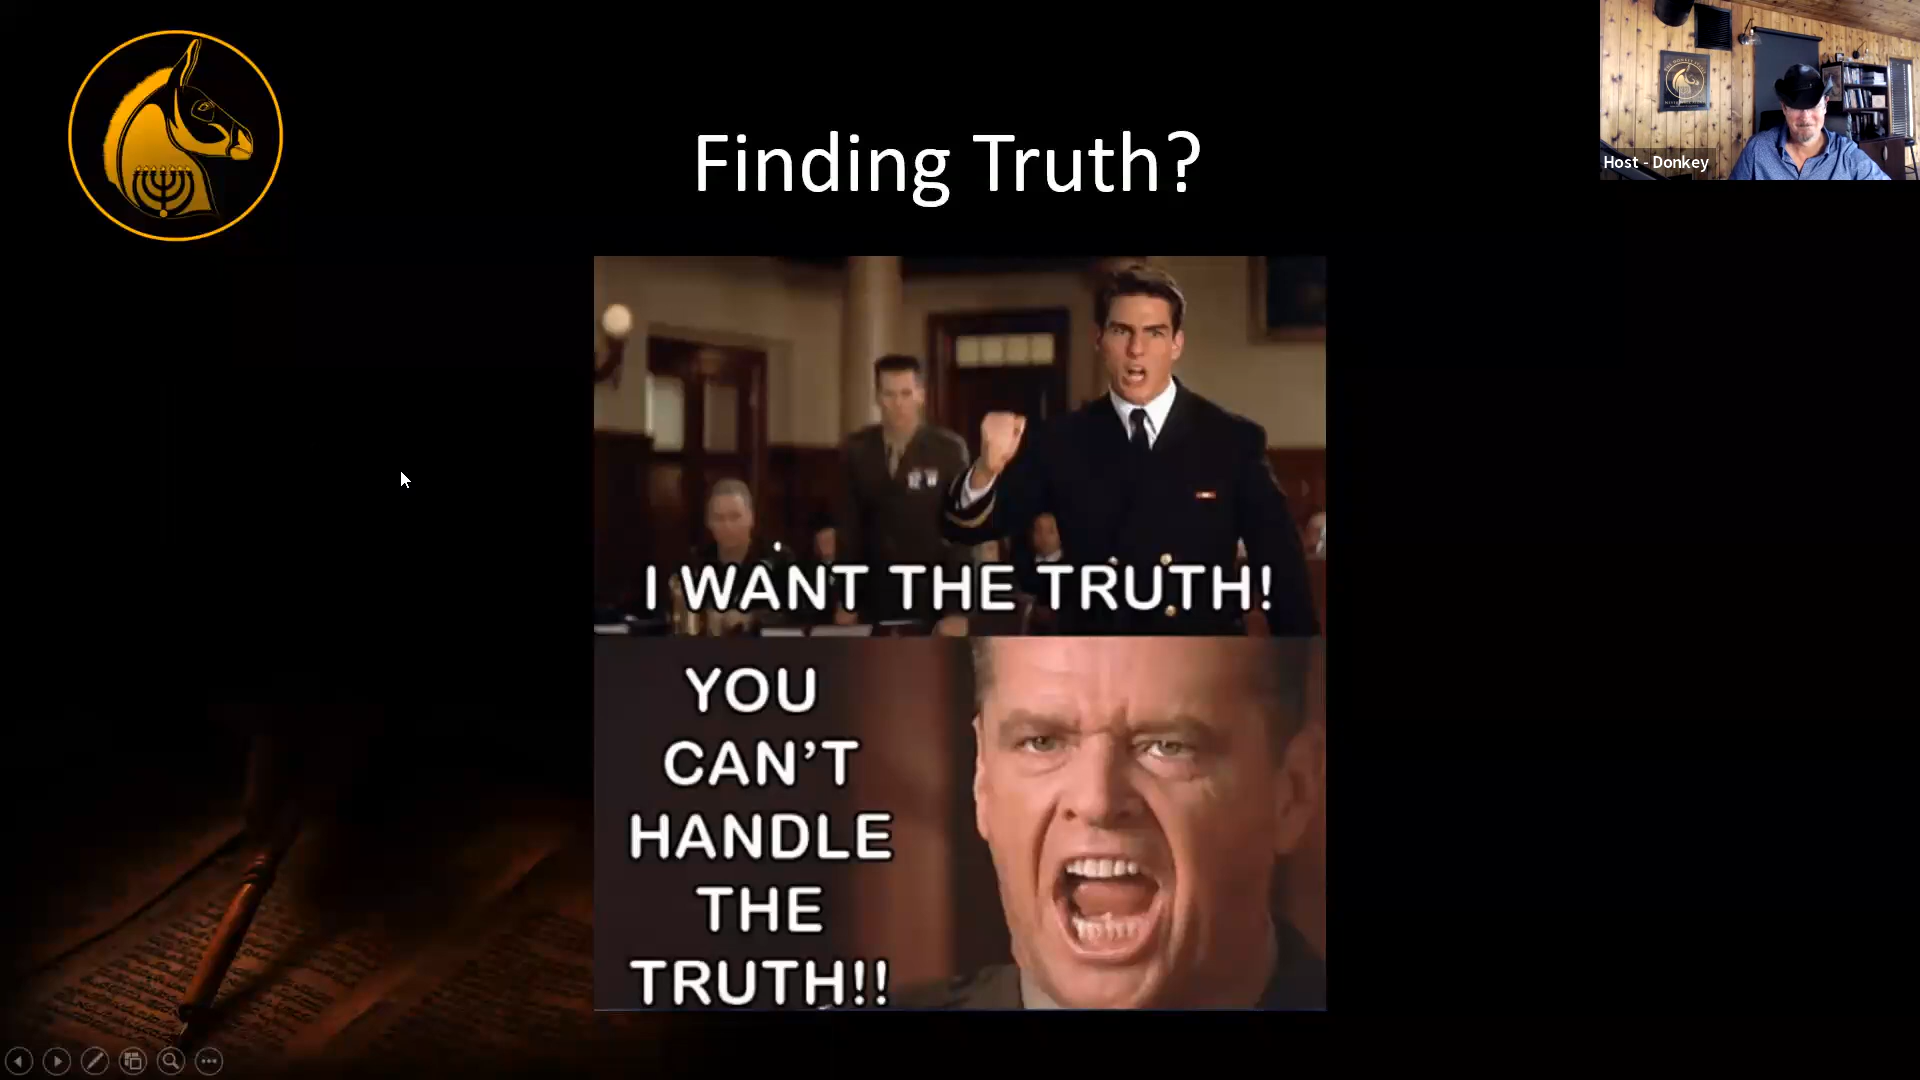 Finding Truth?
Host - Donkey
I WANT THE TRUTH!
YOU
CAN'T
HANDLE
THE
TRUTH!!